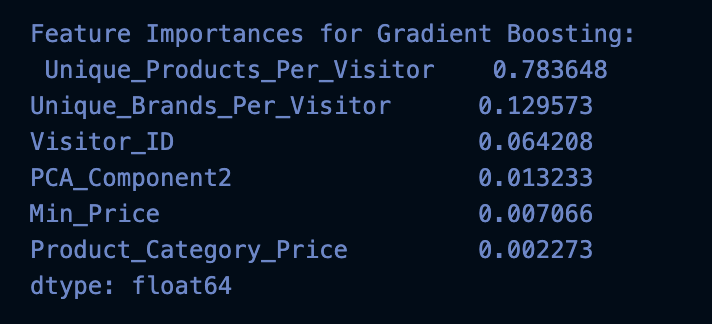 Feature Importances for Gradient Boosting:
Unique_Products_Per_Visitor 0.783648
Unique_Brands_Per_Visitor 0.129573
Visitor_ID 0.064208
PCA_Component2 0.013233
Min_Price 0.007066
Product_Category_Price 0.002273
dtype: float64